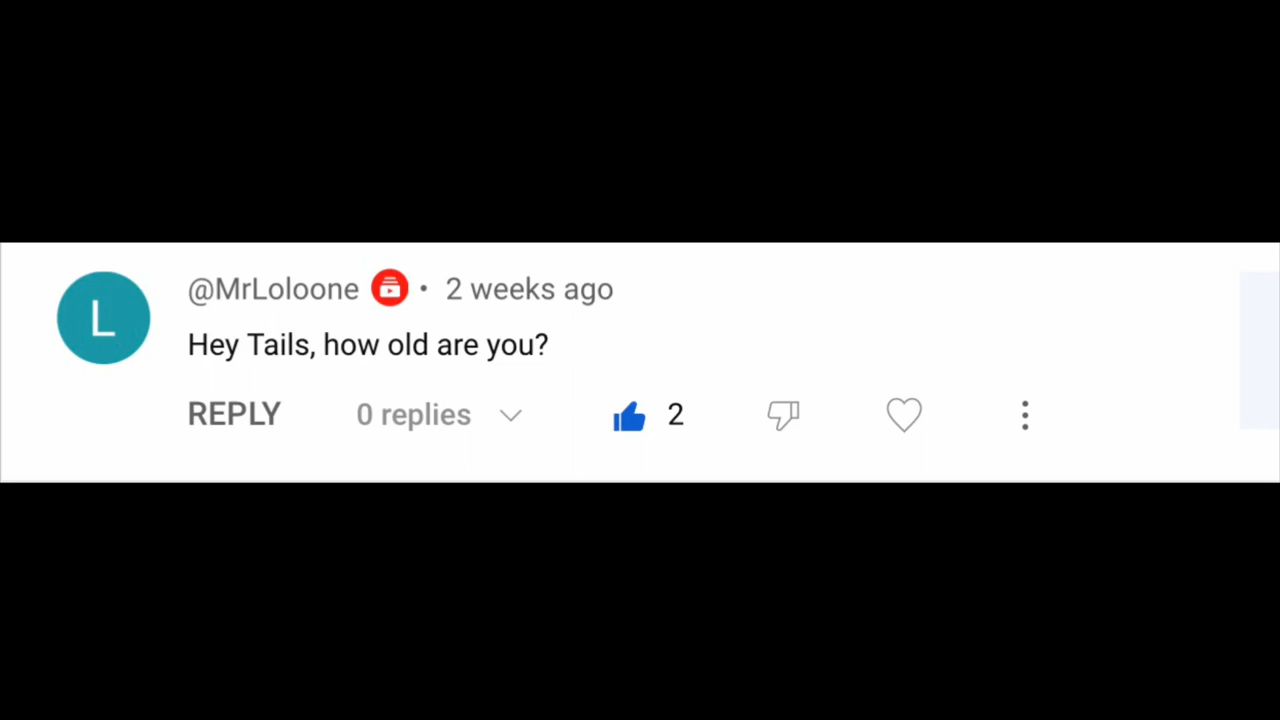 L
@MrLoloone • 2 weeks ago
Hey Tails, how old are you?
REPLY 0 replies 2